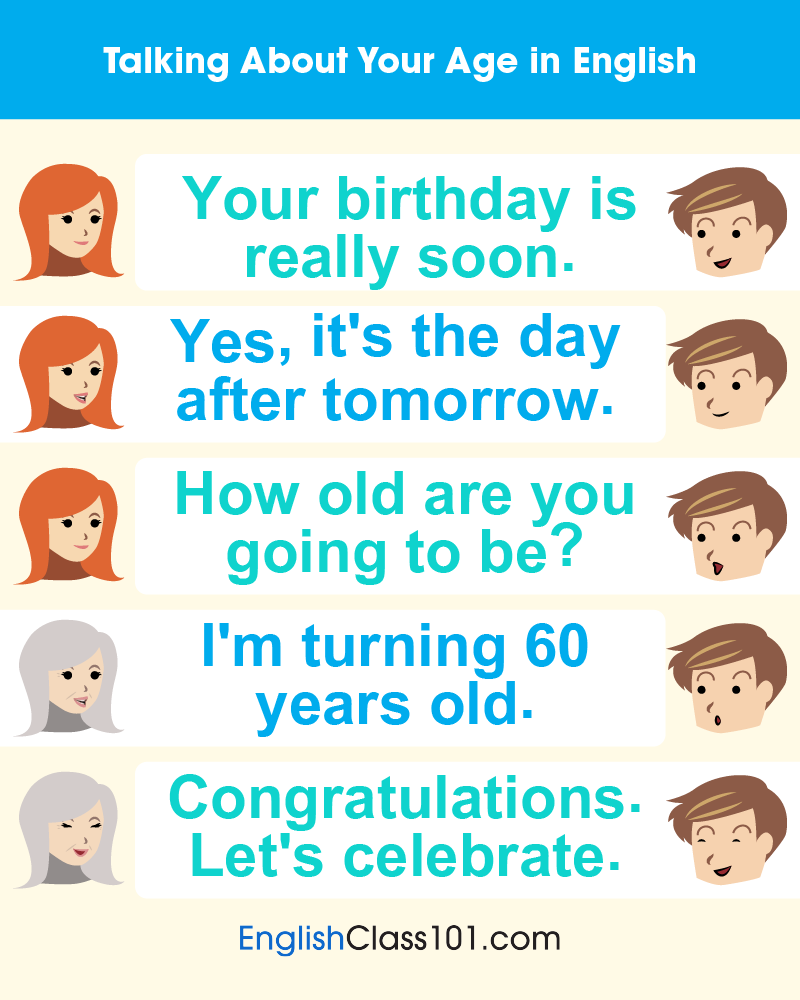 Talking About Your Age in English
Your birthday is
really soon.
Yes, it's the day
after tomorrow.
How old are you
going to be?
I'm turning 60
years old.
Congratulations.
Let's celebrate.
EnglishClass101.com